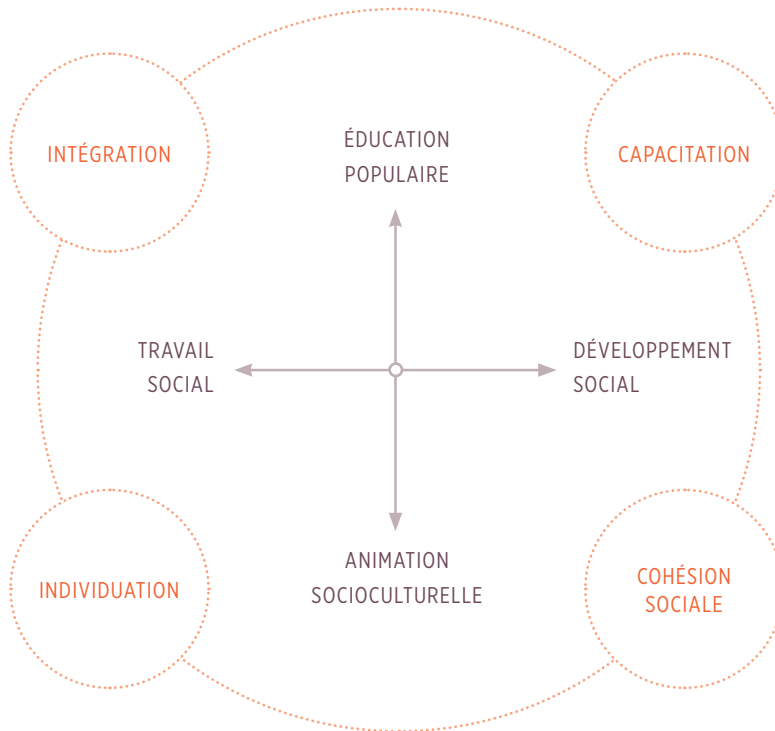 ÉDUCATION
POPULAIRE
INTÉGRATION
CAPACITATION
TRAVAIL
SOCIAL
DÉVELOPPEMENT
SOCIAL
ANIMATION
SOCIOCULTURELLE
INDIVIDUATION
COHÉSION
SOCIALE